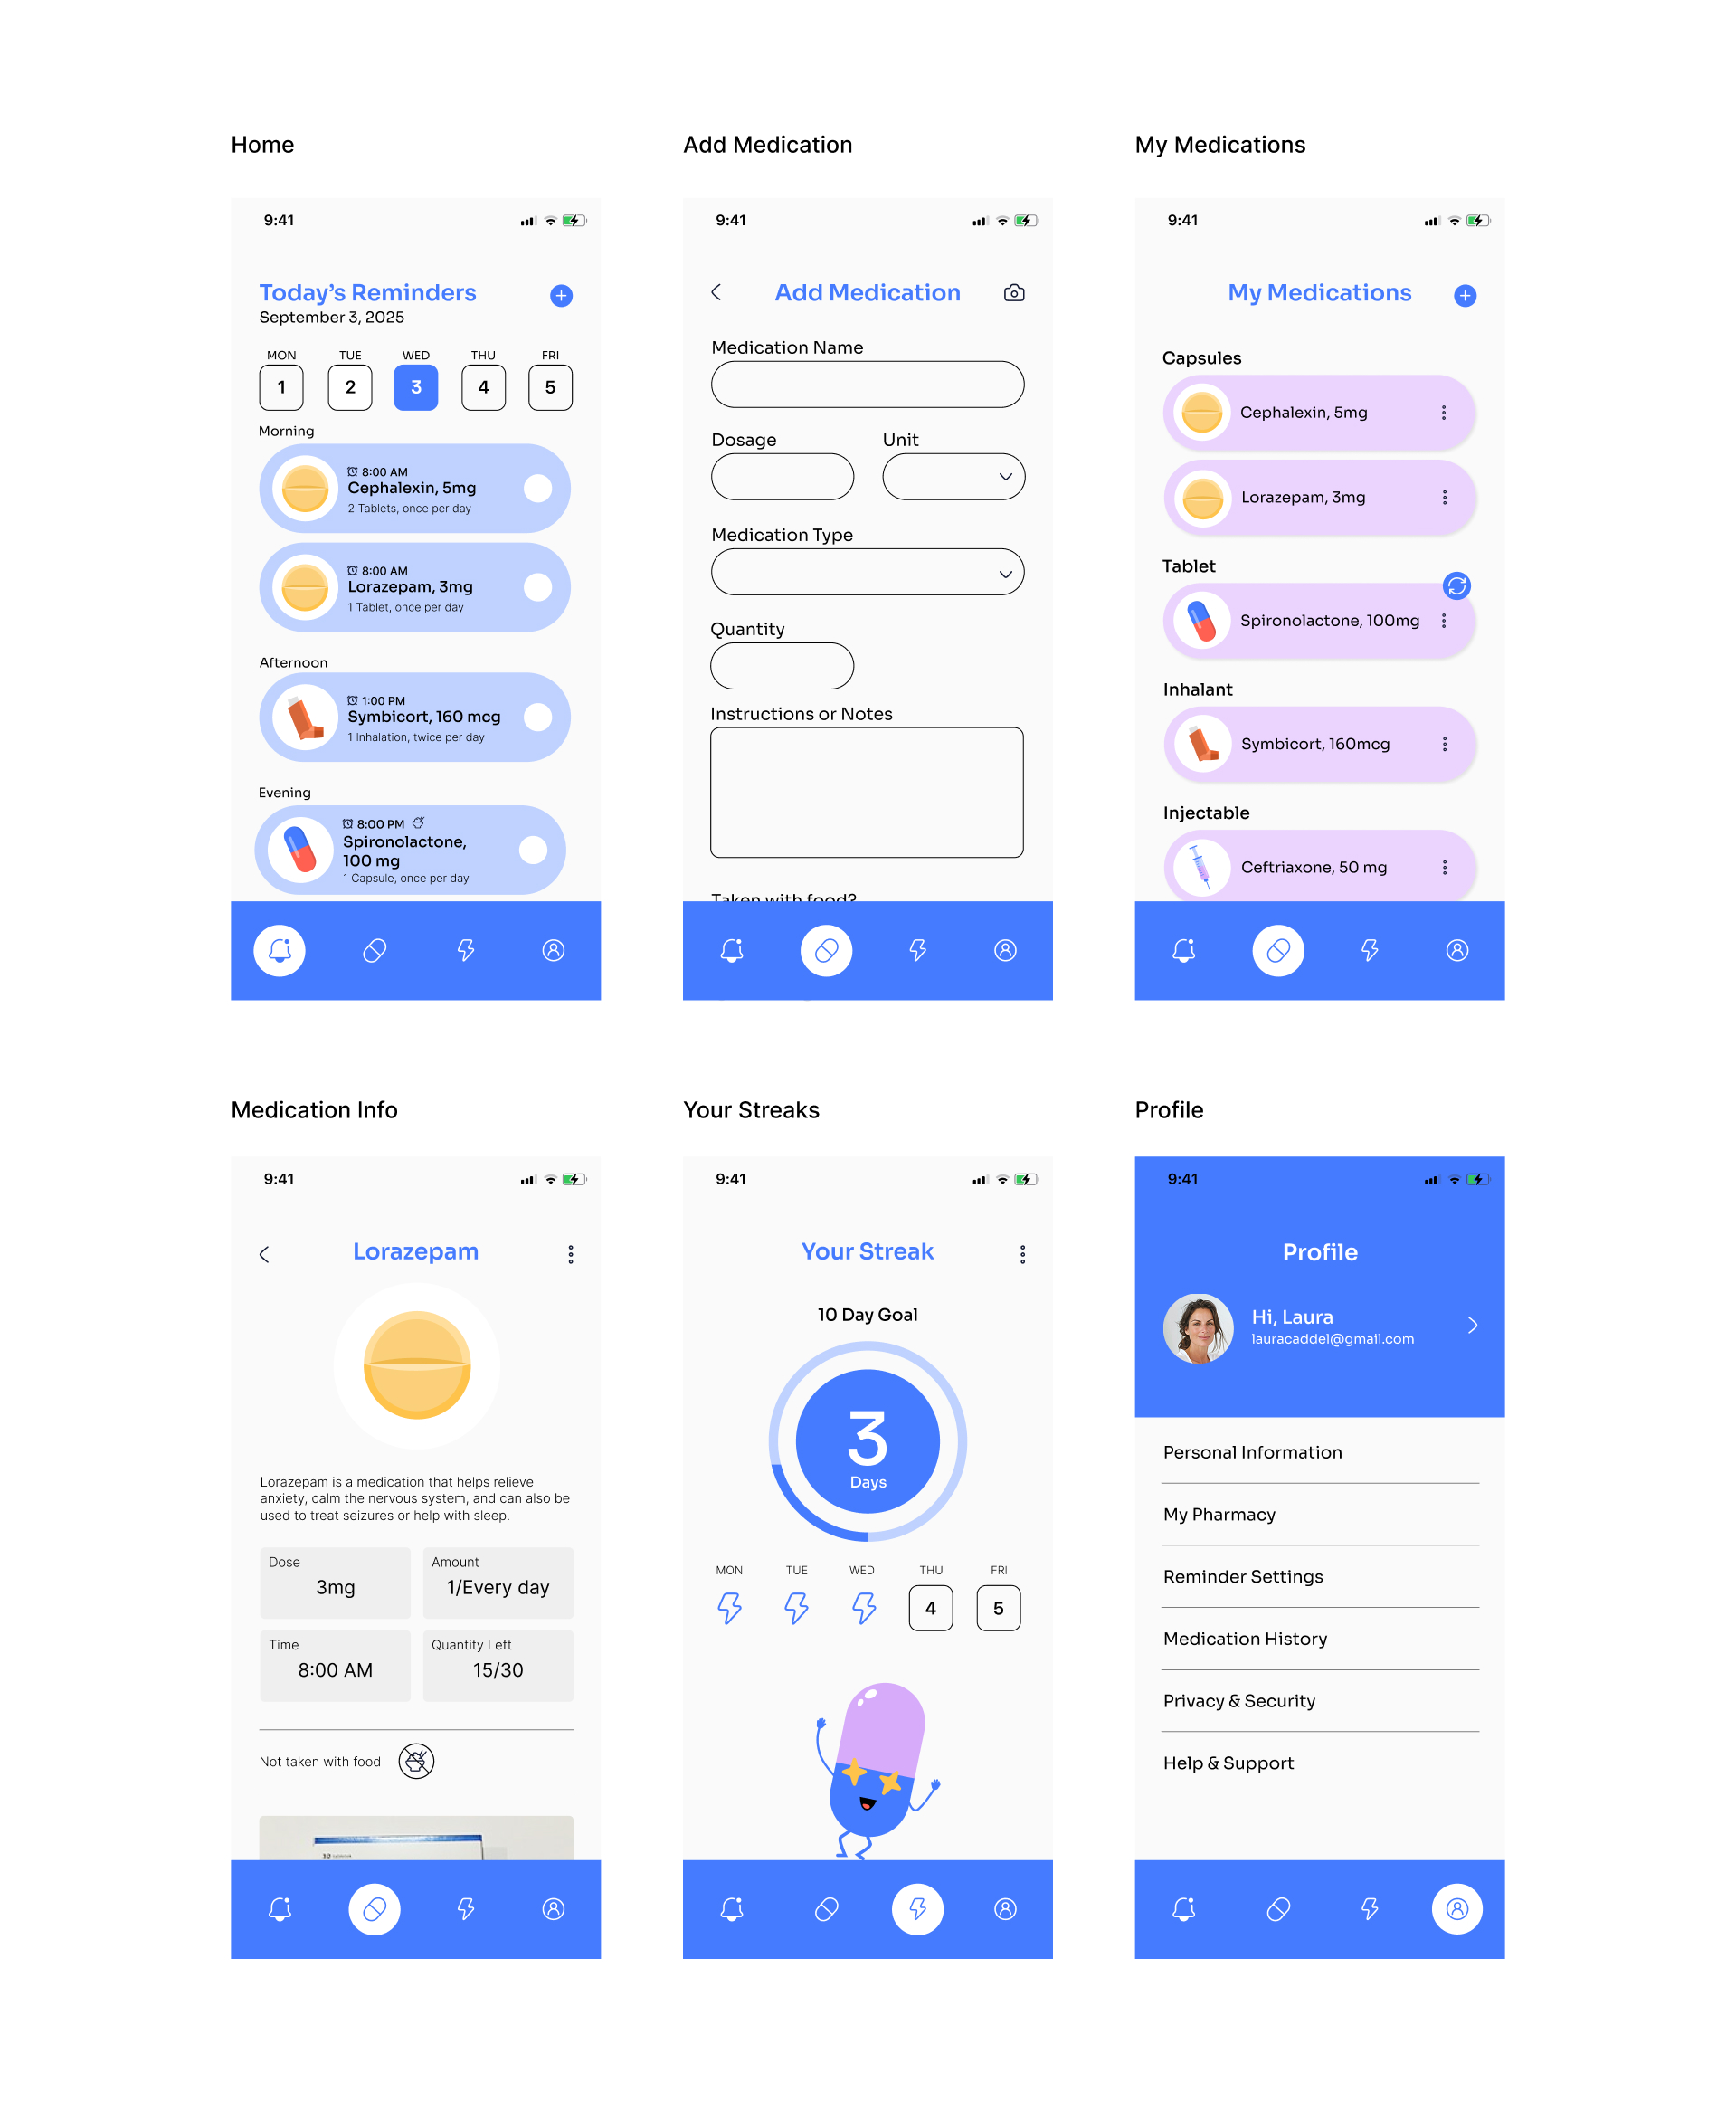 Home
9:41
Today's Reminders
September 3, 2025
MON TUE WED THU FRI
1 2 3 4 5
Morning
8:00 AM
Cephalexin, 5mg
2 Tablets, once per day
8:00 AM
Lorazepam, 3mg
1 Tablet, once per day
Afternoon
1:00 PM
Symbicort, 160 mcg
1 Inhalation, twice per day
Evening
8:00 PM
Spironolactone,
100 mg
1 Capsule, once per day
Add Medication
9:41
Add Medication
Medication Name
Dosage Unit
Medication Type
Quantity
Instructions or Notes
Taken with food?
My Medications
9:41
My Medications
Capsules
Cephalexin, 5mg
Lorazepam, 3mg
Tablet
Spironolactone, 100mg
Inhalant
Symbicort, 160mcg
Injectable
Ceftriaxone, 50 mg
Medication Info
9:41
Lorazepam
Lorazepam is a medication that helps relieve
anxiety, calm the nervous system, and can also be
used to treat seizures or help with sleep.
Dose
3mg
Amount
1/Every day
Time
8:00 AM
Quantity Left
15/30
Not taken with food
Your Streaks
9:41
Your Streak
10 Day Goal
3
Days
MON TUE WED THU FRI
4 5
Profile
9:41
Profile
Hi, Laura
lauracaddel@gmail.com
Personal Information
My Pharmacy
Reminder Settings
Medication History
Privacy & Security
Help & Support